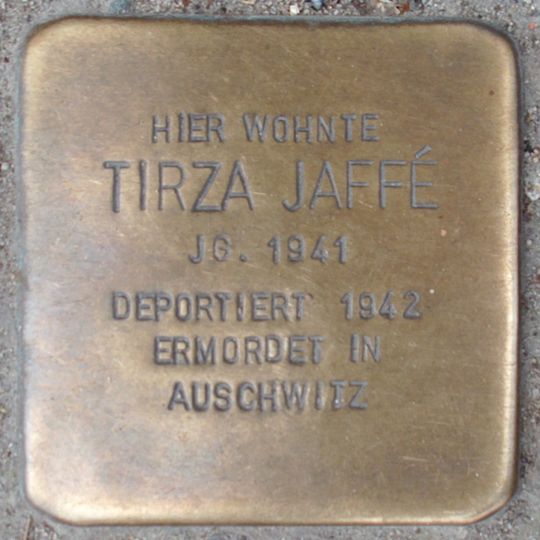 HIER WOHNTE
TIRZA JAFFÉ
JG. 1941
DEPORTIERT 1942
ERMORDET IN
AUSCHWITZ